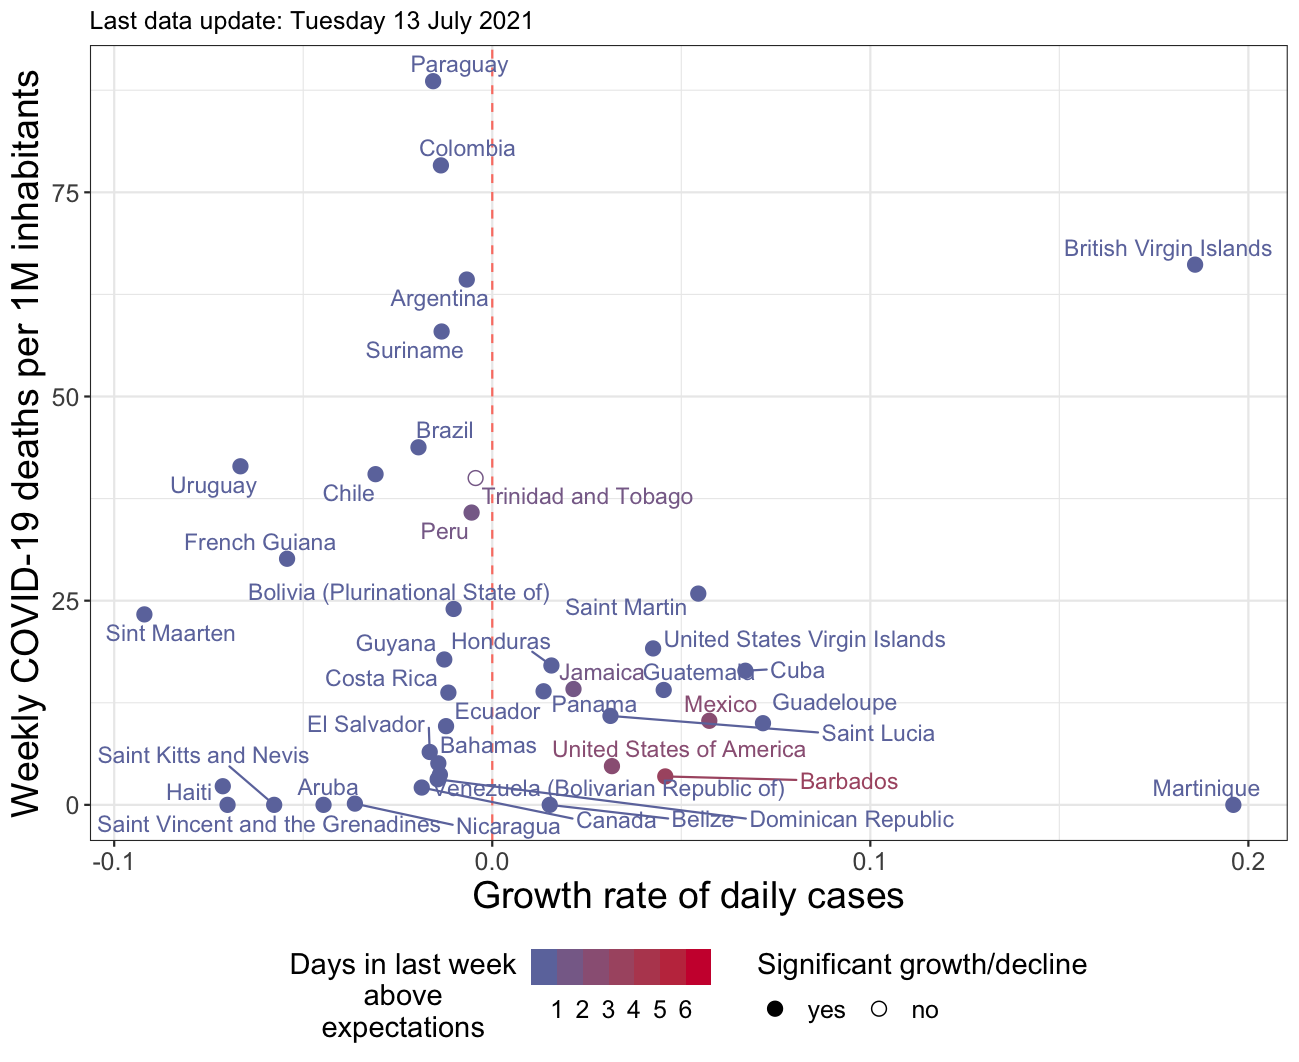 Last data update: Tuesday 13 July 2021
Weekly COVID-19 deaths per 1M inhabitants
Paraguay
Colombia
75
British Virgin Islands
Argentina
Suriname
50
Brazil
Uruguay
Chile
Trinidad and Tobago
Peru
French Guiana
Bolivia (Plurinational State of)
25
Saint Martin
Sint Maarten
Guyana
Honduras
United States Virgin Islands
Costa Rica
Jamaica
Guatemala
Cuba
El Salvador
Ecuador
Panama
Mexico
Guadeloupe
Saint Lucia
Saint Kitts and Nevis
Bahamas
United States of America
Haiti
Aruba
Venezuela (Bolivarian Republic of)
Barbados
Martinique
0
Saint Vincent and the Grenadines
Nicaragua
Canada
Belize
Dominican Republic
-0.1
0.0
0.1
0.2
Growth rate of daily cases
Days in last week
above
expectations
1 2 3 4 5 6
Significant growth/decline
yes
no